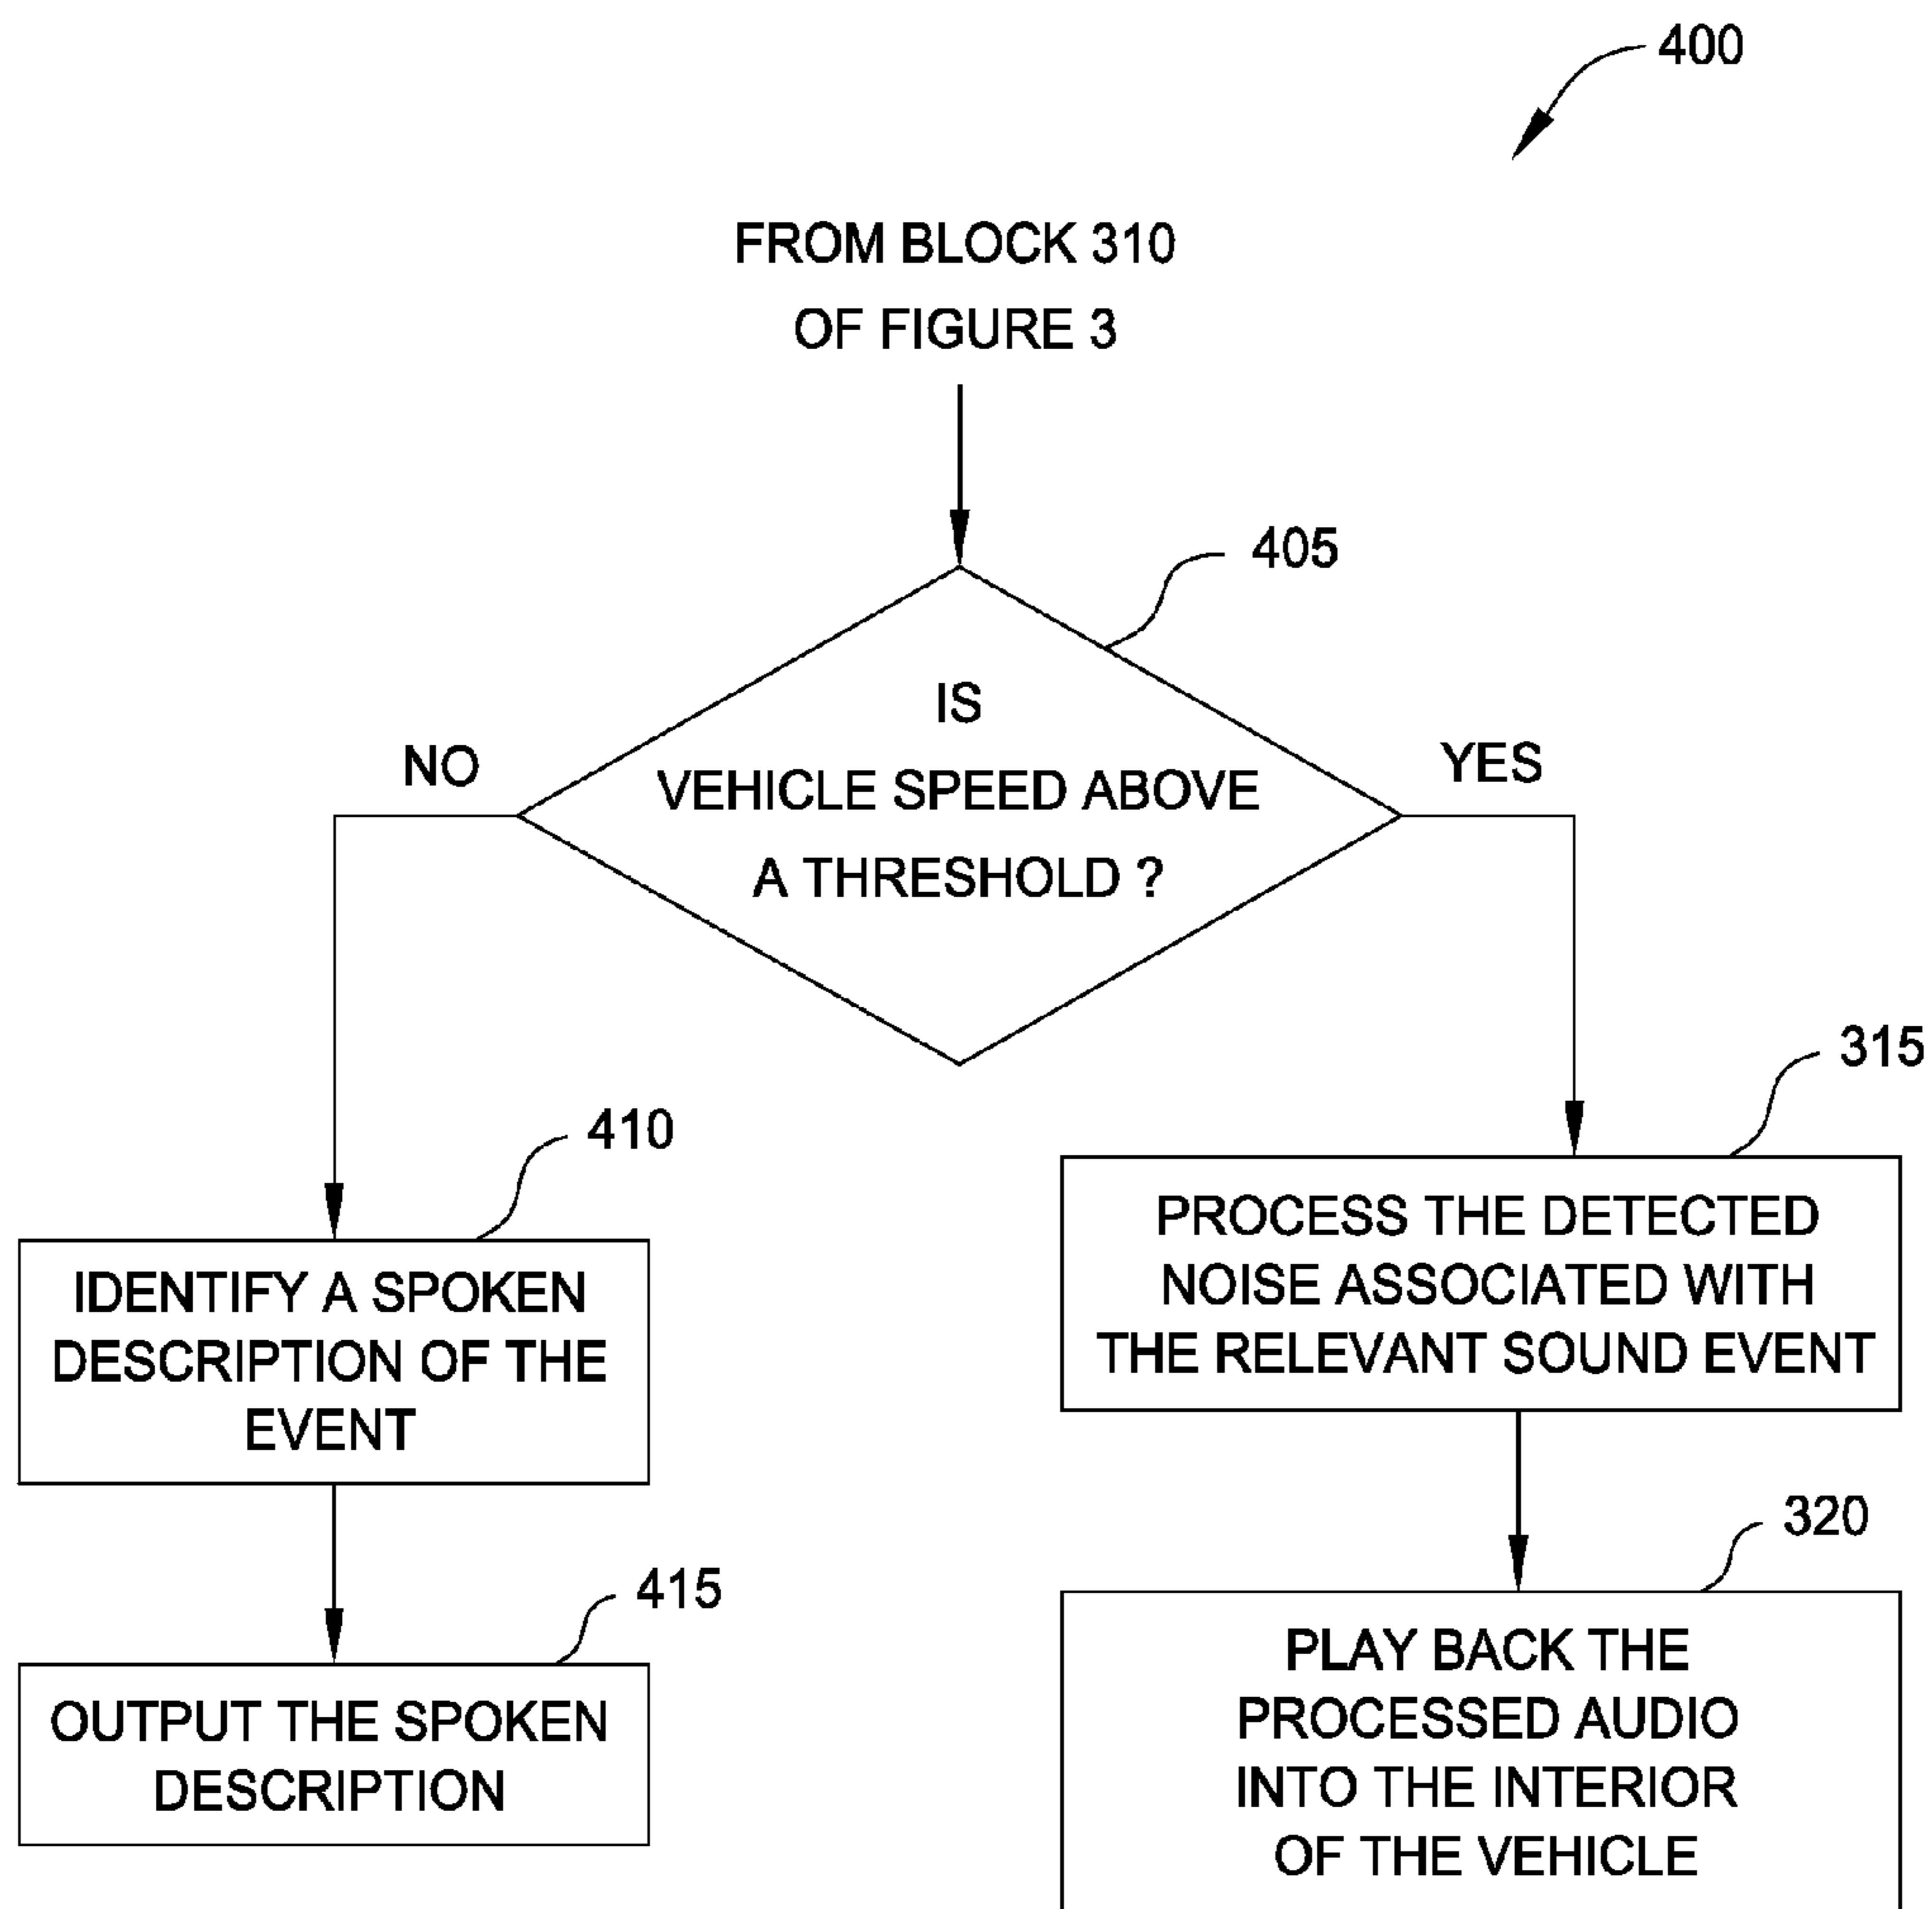 400
FROM BLOCK 310
OF FIGURE 3
405
IS
VEHICLE SPEED ABOVE
A THRESHOLD ?
NO
YES
410
IDENTIFY A SPOKEN
DESCRIPTION OF THE
EVENT
415
OUTPUT THE SPOKEN
DESCRIPTION
315
PROCESS THE DETECTED
NOISE ASSOCIATED WITH
THE RELEVANT SOUND EVENT
320
PLAY BACK THE
PROCESSED AUDIO
INTO THE INTERIOR
OF THE VEHICLE